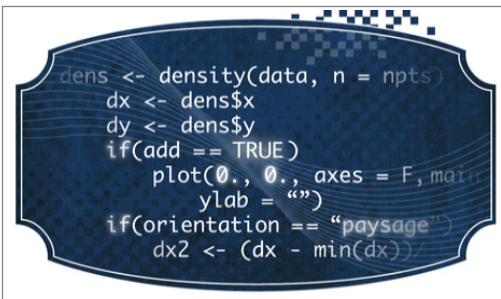 dens <- density(data, n = npts)
dx <- dens$x
dy <- dens$y
if(add == TRUE)
plot(0., 0., axes = F, main
ylab = “”)
if(orientation == “paysage”)
dx2 <- (dx - min(dx))/